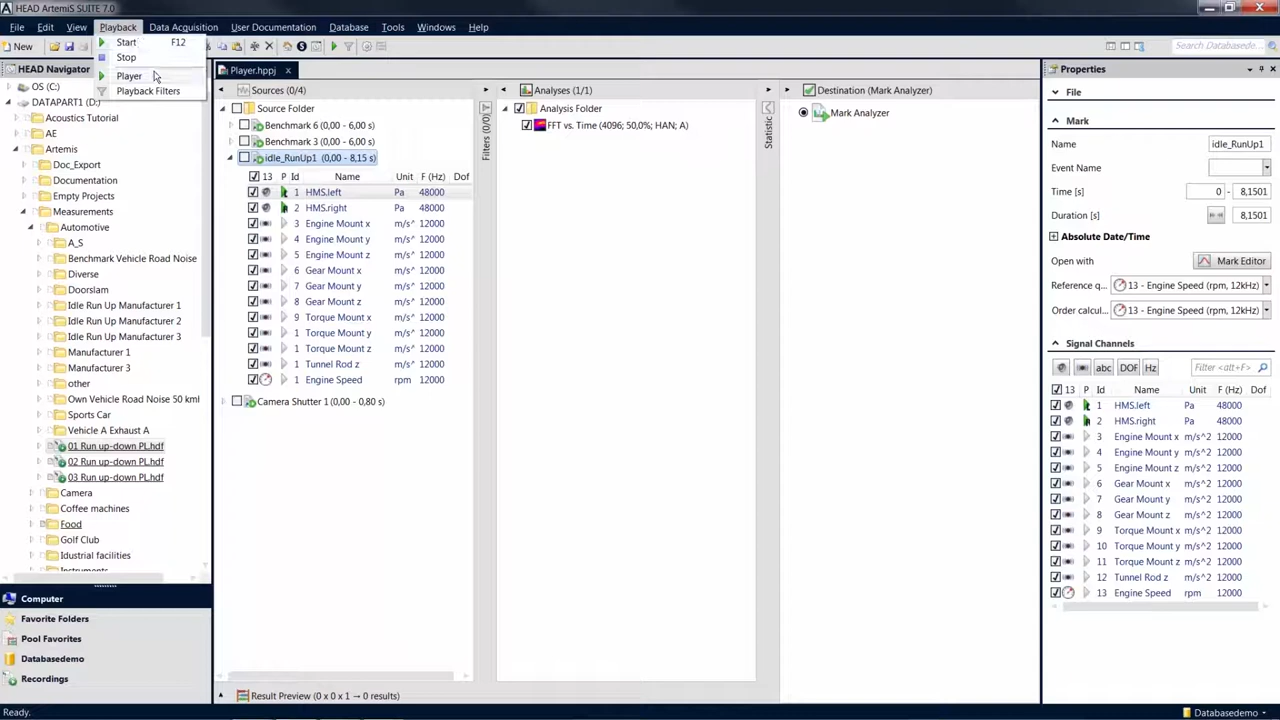 HEAD ArtemiS SUITE 7.0
File Edit View Playback Data Acquisition User Documentation Database Tools Windows Help
New
Search Databasedemo...
Start F12
Stop
Player
Playback Filters
HEAD Navigator
OS (C:)
DATAPART1 (D:)
Acoustics Tutorial
AE
Artemis
Doc_Export
Documentation
Empty Projects
Measurements
Automotive
A_S
Benchmark Vehicle Road Noise
Diverse
Doorslam
Idle Run Up Manufacturer 1
Idle Run Up Manufacturer 2
Idle Run Up Manufacturer 3
Manufacturer 1
Manufacturer 3
other
Own Vehicle Road Noise 50 kml
Sports Car
Vehicle A Exhaust A
01 Run up-down PL.hdf
02 Run up-down PL.hdf
03 Run up-down PL.hdf
Camera
Coffee machines
Food
Golf Club
Idustrial facilities
Computer
Favorite Folders
Pool Favorites
Databasedemo
Recordings
Player.hppj
Sources (0/4)
Source Folder
Benchmark 6 (0,00 - 6,00 s)
Benchmark 3 (0,00 - 6,00 s)
idle_RunUp1 (0,00 - 8,15 s)
13 P Id Name Unit F (Hz) Dof
1 HMS.left Pa 48000
2 HMS.right Pa 48000
3 Engine Mount x m/s^ 12000
4 Engine Mount y m/s^ 12000
5 Engine Mount z m/s^ 12000
6 Gear Mount x m/s^ 12000
7 Gear Mount y m/s^ 12000
8 Gear Mount z m/s^ 12000
9 Torque Mount x m/s^ 12000
1 Torque Mount y m/s^ 12000
1 Torque Mount z m/s^ 12000
1 Tunnel Rod z m/s^ 12000
1 Engine Speed rpm 12000
Camera Shutter 1 (0,00 - 0,80 s)
Filters (0/0)
Analyses (1/1)
Analysis Folder
FFT vs. Time (4096; 50,0%; HAN; A)
Statistic
Destination (Mark Analyzer)
Mark Analyzer
Result Preview (0 x 0 x 1 → 0 results)
Properties
File
Mark
Name idle_RunUp1
Event Name
Time [s] 0 - 8,1501
Duration [s] 8,1501
Absolute Date/Time
Open with Mark Editor
Reference q... 13 - Engine Speed (rpm, 12kHz)
Order calcul... 13 - Engine Speed (rpm, 12kHz)
Signal Channels
abc DOF Hz Filter <alt+F>
13 P Id Name Unit F (Hz) Dof
1 HMS.left Pa 48000
2 HMS.right Pa 48000
3 Engine Mount x m/s^2 12000
4 Engine Mount y m/s^2 12000
5 Engine Mount z m/s^2 12000
6 Gear Mount x m/s^2 12000
7 Gear Mount y m/s^2 12000
8 Gear Mount z m/s^2 12000
9 Torque Mount x m/s^2 12000
10 Torque Mount y m/s^2 12000
11 Torque Mount z m/s^2 12000
12 Tunnel Rod z m/s^2 12000
13 Engine Speed rpm 12000
Ready.
Databasedemo